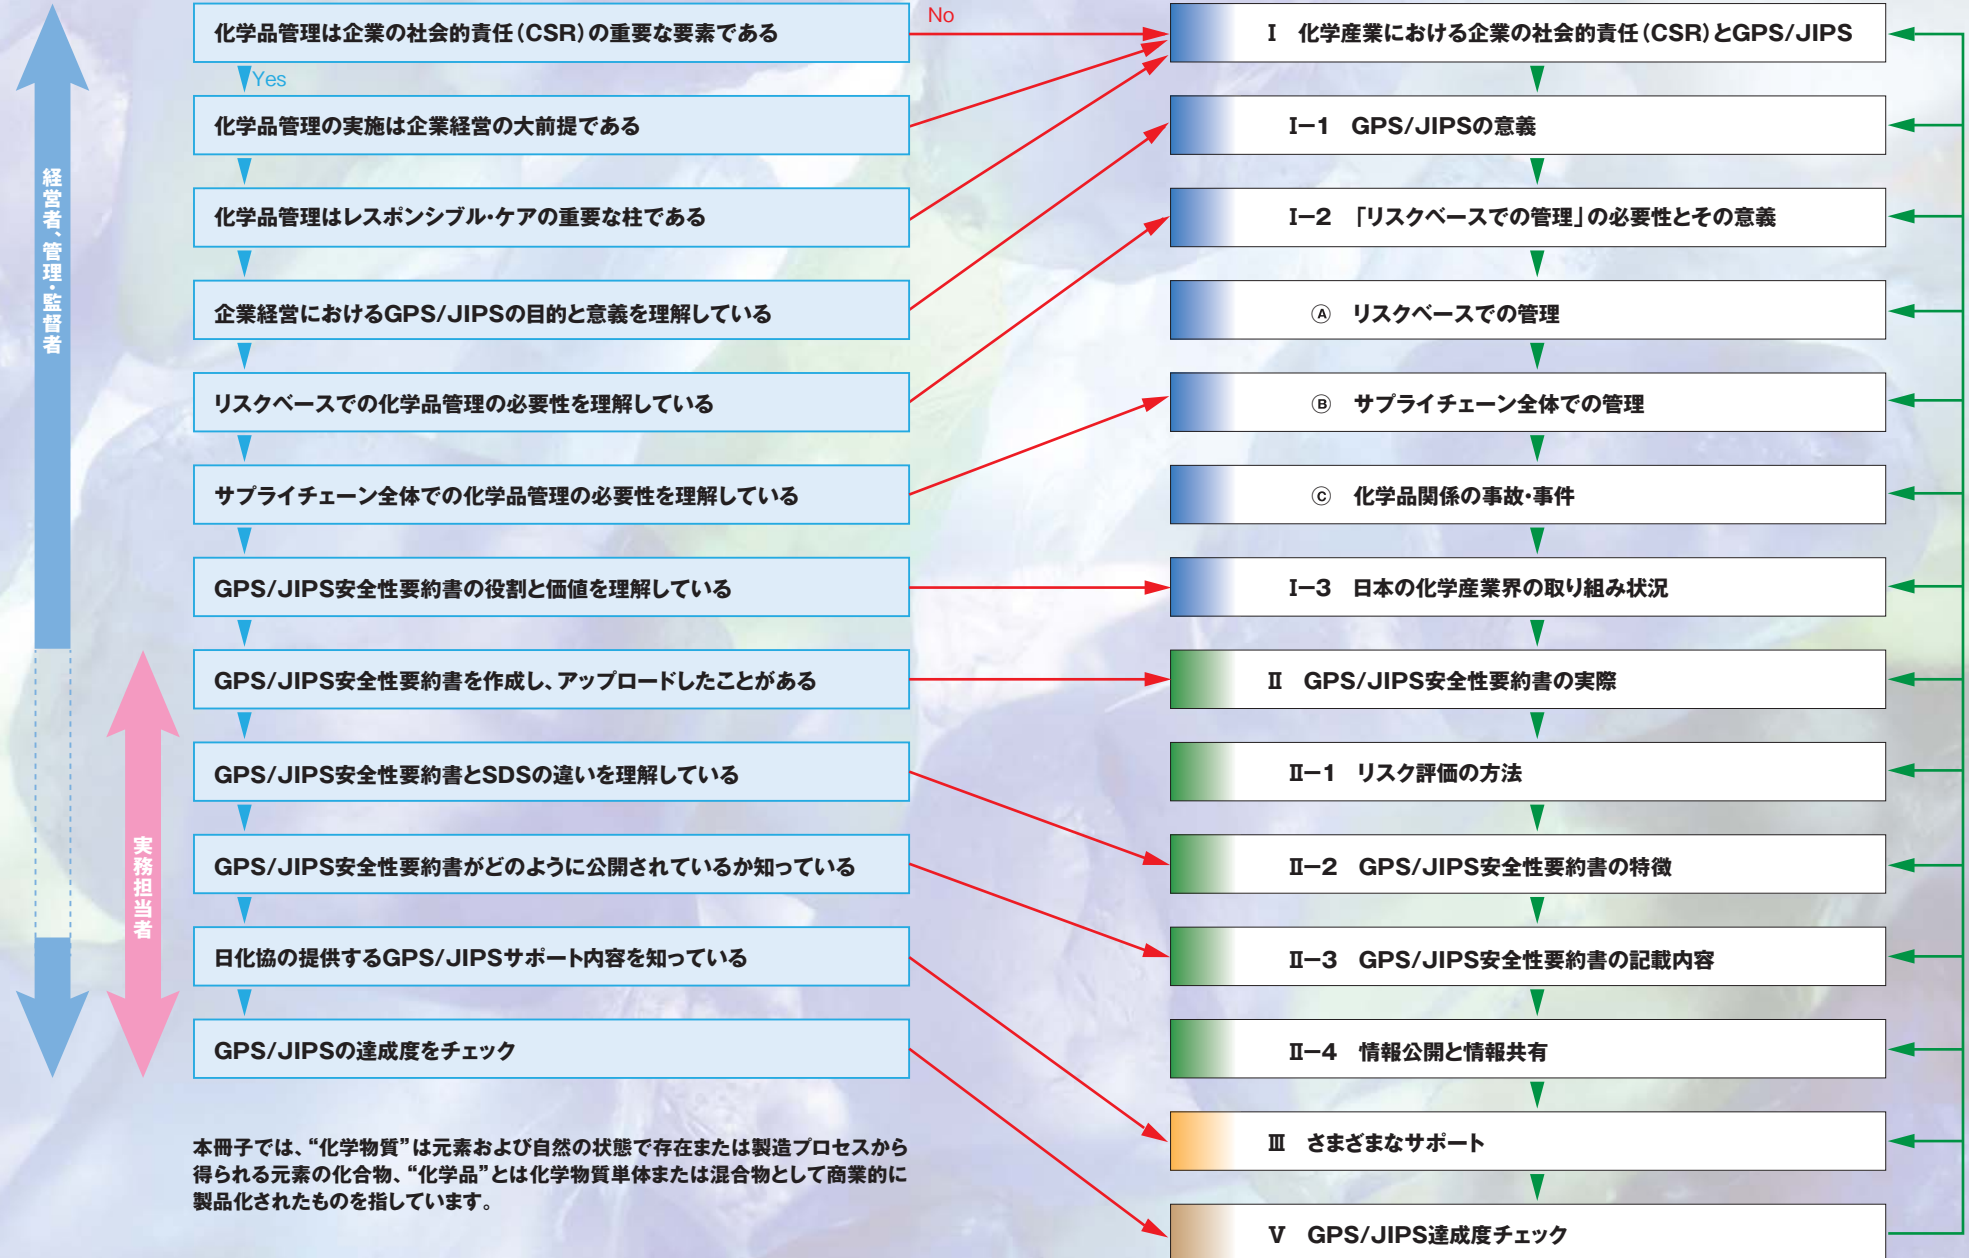 経営者、管理・監督者
実務担当者
化学品管理は企業の社会的責任（CSR）の重要な要素である
No
Yes
化学品管理の実施は企業経営の大前提である
化学品管理はレスポンシブル・ケアの重要な柱である
企業経営におけるGPS/JIPSの目的と意義を理解している
リスクベースでの化学品管理の必要性を理解している
サプライチェーン全体での化学品管理の必要性を理解している
GPS/JIPS安全性要約書の役割と価値を理解している
GPS/JIPS安全性要約書を作成し、アップロードしたことがある
GPS/JIPS安全性要約書とSDSの違いを理解している
GPS/JIPS安全性要約書がどのように公開されているか知っている
日化協の提供するGPS/JIPSサポート内容を知っている
GPS/JIPSの達成度をチェック
本冊子では、“化学物質”は元素および自然の状態で存在または製造プロセスから
得られる元素の化合物、“化学品”とは化学物質単体または混合物として商業的に
製品化されたものを指しています。
Ⅰ 化学産業における企業の社会的責任（CSR）とGPS/JIPS
Ⅰ−1 GPS/JIPSの意義
Ⅰ−2 「リスクベースでの管理」の必要性とその意義
Ⓐ リスクベースでの管理
Ⓑ サプライチェーン全体での管理
Ⓒ 化学品関係の事故・事件
Ⅰ−3 日本の化学産業界の取り組み状況
Ⅱ GPS/JIPS安全性要約書の実際
Ⅱ−1 リスク評価の方法
Ⅱ−2 GPS/JIPS安全性要約書の特徴
Ⅱ−3 GPS/JIPS安全性要約書の記載内容
Ⅱ−4 情報公開と情報共有
Ⅲ さまざまなサポート
Ⅴ GPS/JIPS達成度チェック